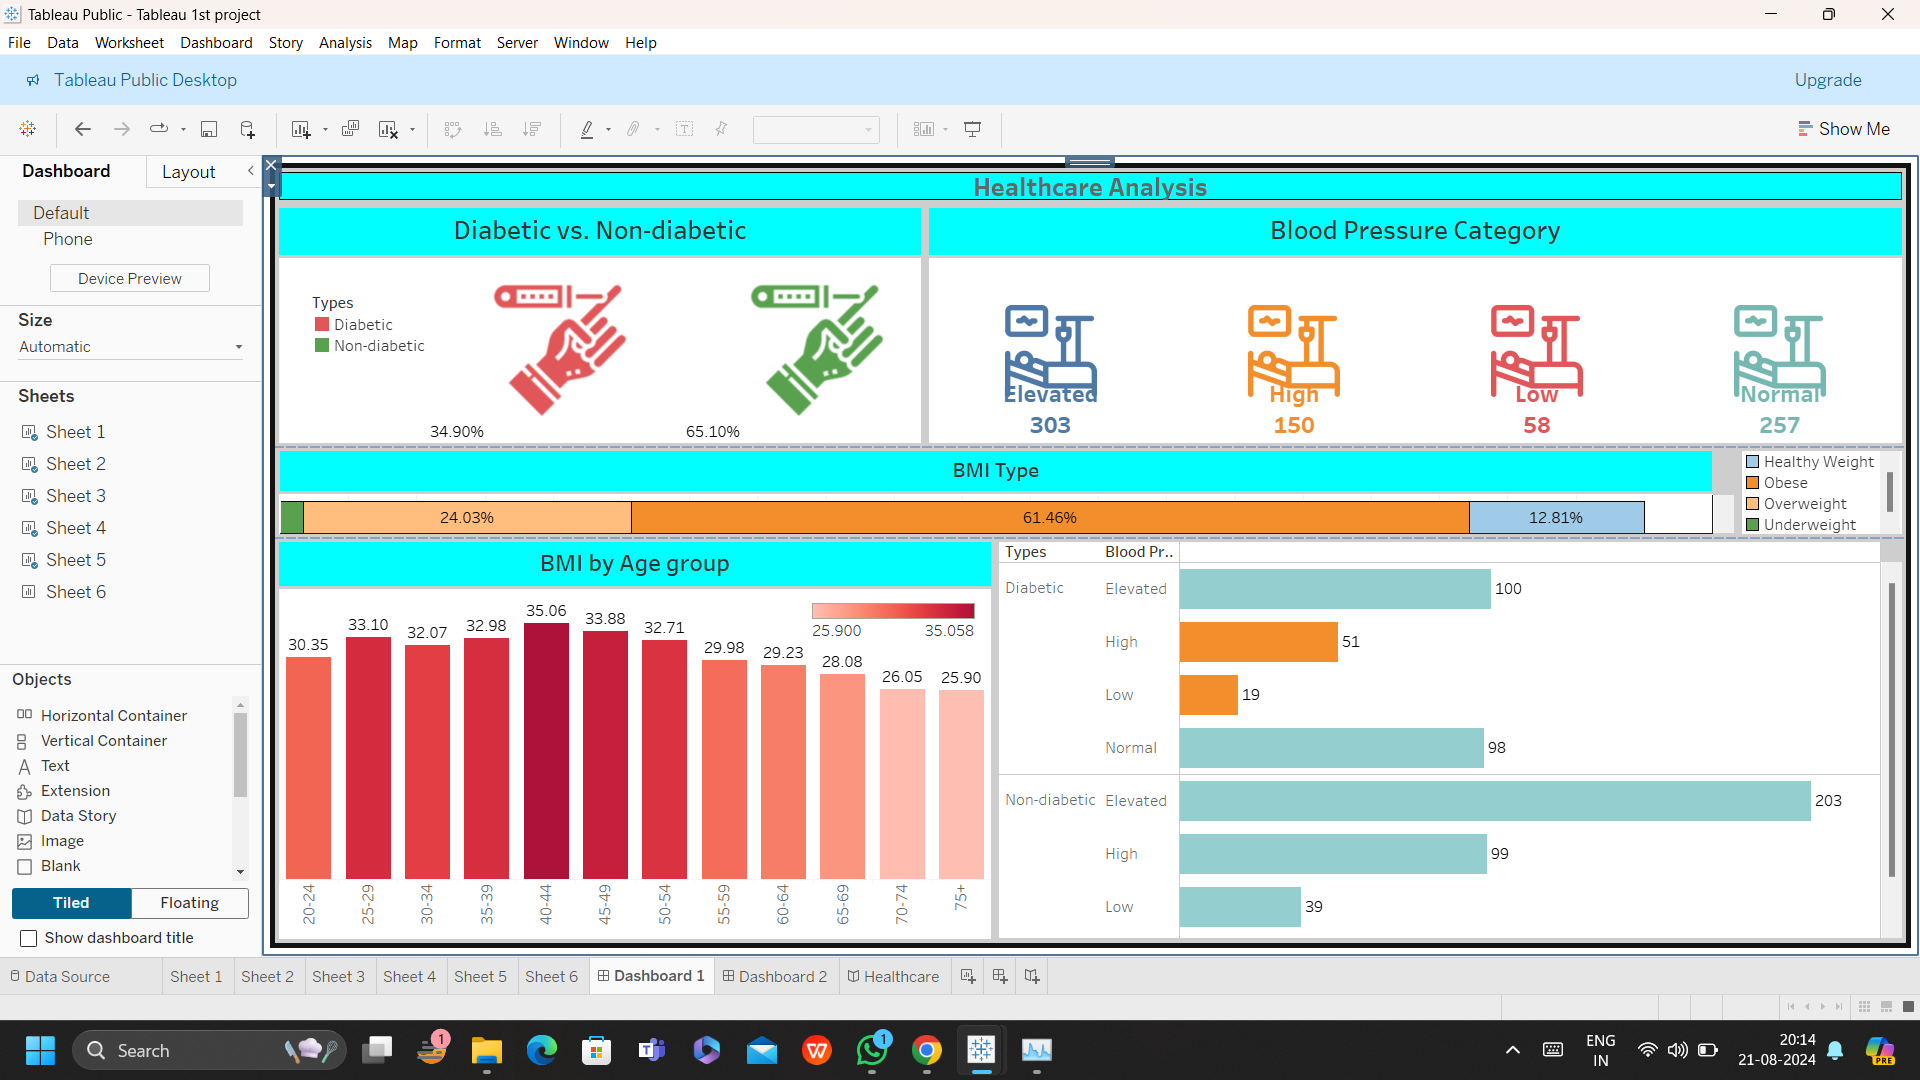 Tableau Public - Tableau 1st project
File Data Worksheet Dashboard Story Analysis Map Format Server Window Help
Tableau Public Desktop
Upgrade
Show Me
Dashboard
Layout
Default
Phone
Device Preview
Size
Automatic
Sheets
Sheet 1
Sheet 2
Sheet 3
Sheet 4
Sheet 5
Sheet 6
Objects
Horizontal Container
Vertical Container
Text
Extension
Data Story
Image
Blank
Tiled
Floating
Show dashboard title
Healthcare Analysis
Diabetic vs. Non-diabetic
Types
Diabetic
Non-diabetic
34.90%
65.10%
Blood Pressure Category
Elevated
303
High
150
Low
58
Normal
257
BMI Type
24.03%
61.46%
12.81%
Healthy Weight
Obese
Overweight
Underweight
BMI by Age group
25.900
35.058
30.35
33.10
32.07
32.98
35.06
33.88
32.71
29.98
29.23
28.08
26.05
25.90
20-24
25-29
30-34
35-39
40-44
45-49
50-54
55-59
60-64
65-69
70-74
75+
Types Blood Pr..
Diabetic Elevated 100
High 51
Low 19
Normal 98
Non-diabetic Elevated 203
High 99
Low 39
Data Source Sheet 1 Sheet 2 Sheet 3 Sheet 4 Sheet 5 Sheet 6 Dashboard 1 Dashboard 2 Healthcare
Search
1
1
ENG
IN
20:14
21-08-2024
PRE